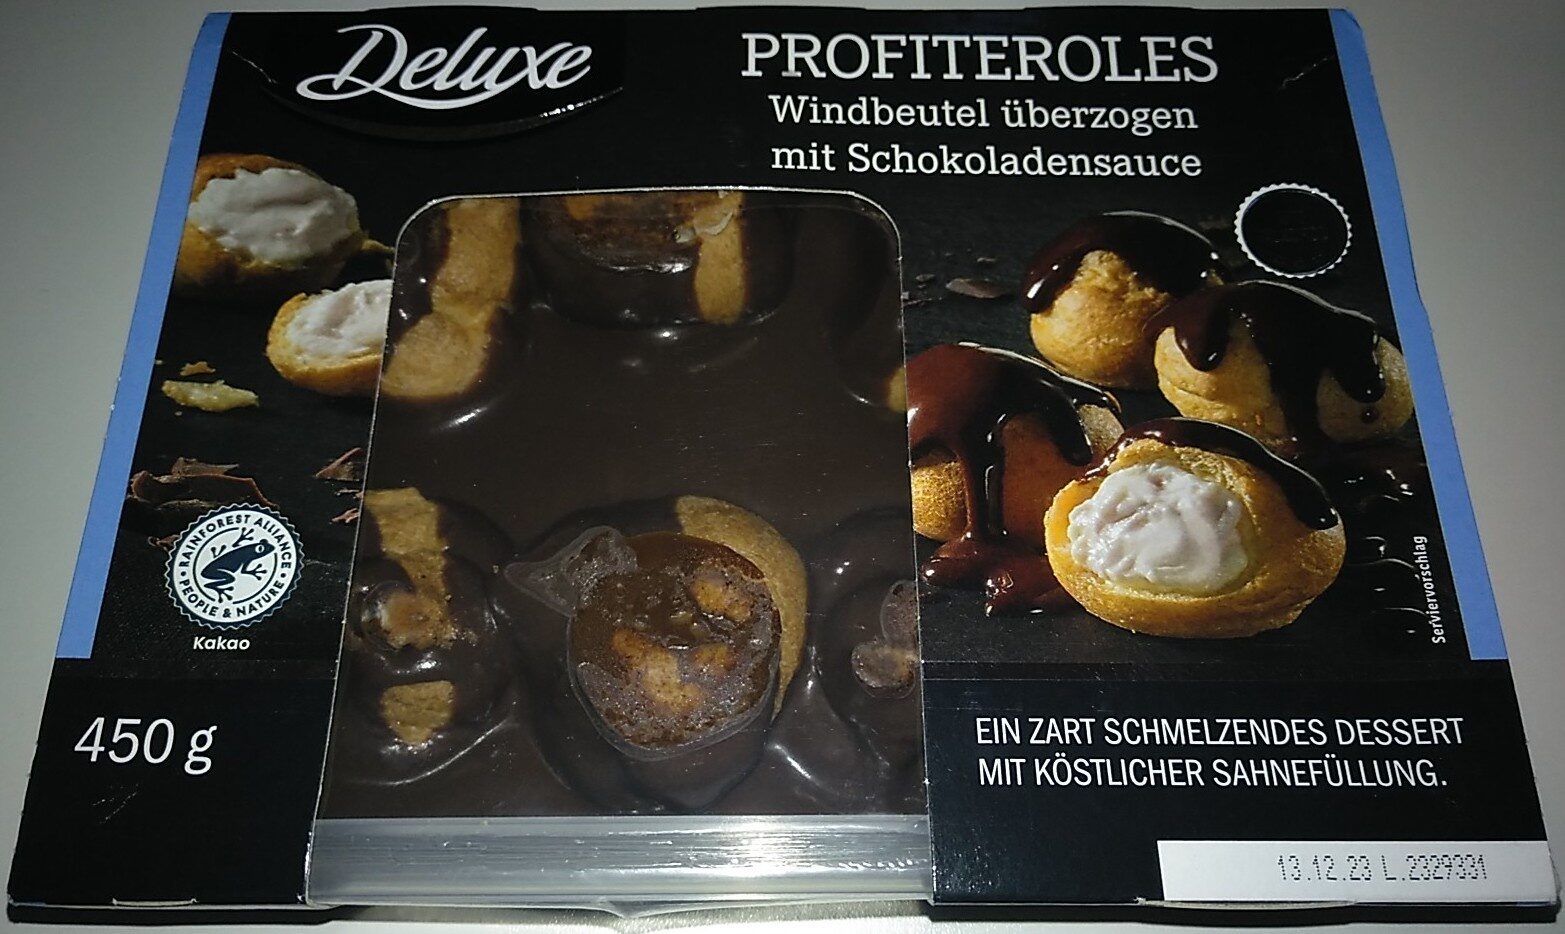 Deluxe
PROFITEROLES
Windbeutel überzogen
mit Schokoladensauce
RAINFOREST ALLIANCE
PEOPLE & NATURE
Kakao
Serviervorschlag
450 g
EIN ZART SCHMELZENDES DESSERT
MIT KÖSTLICHER SAHNEFÜLLUNG.
13.12.23 L.2329331